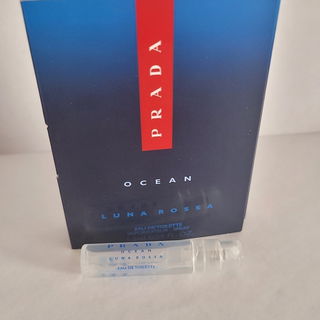 PRADA
OCEAN
LUNA ROSSA
EAU DE TOILETTE
PRADA
OCEAN
LUNA ROSSA
EAU DE TOILETTE